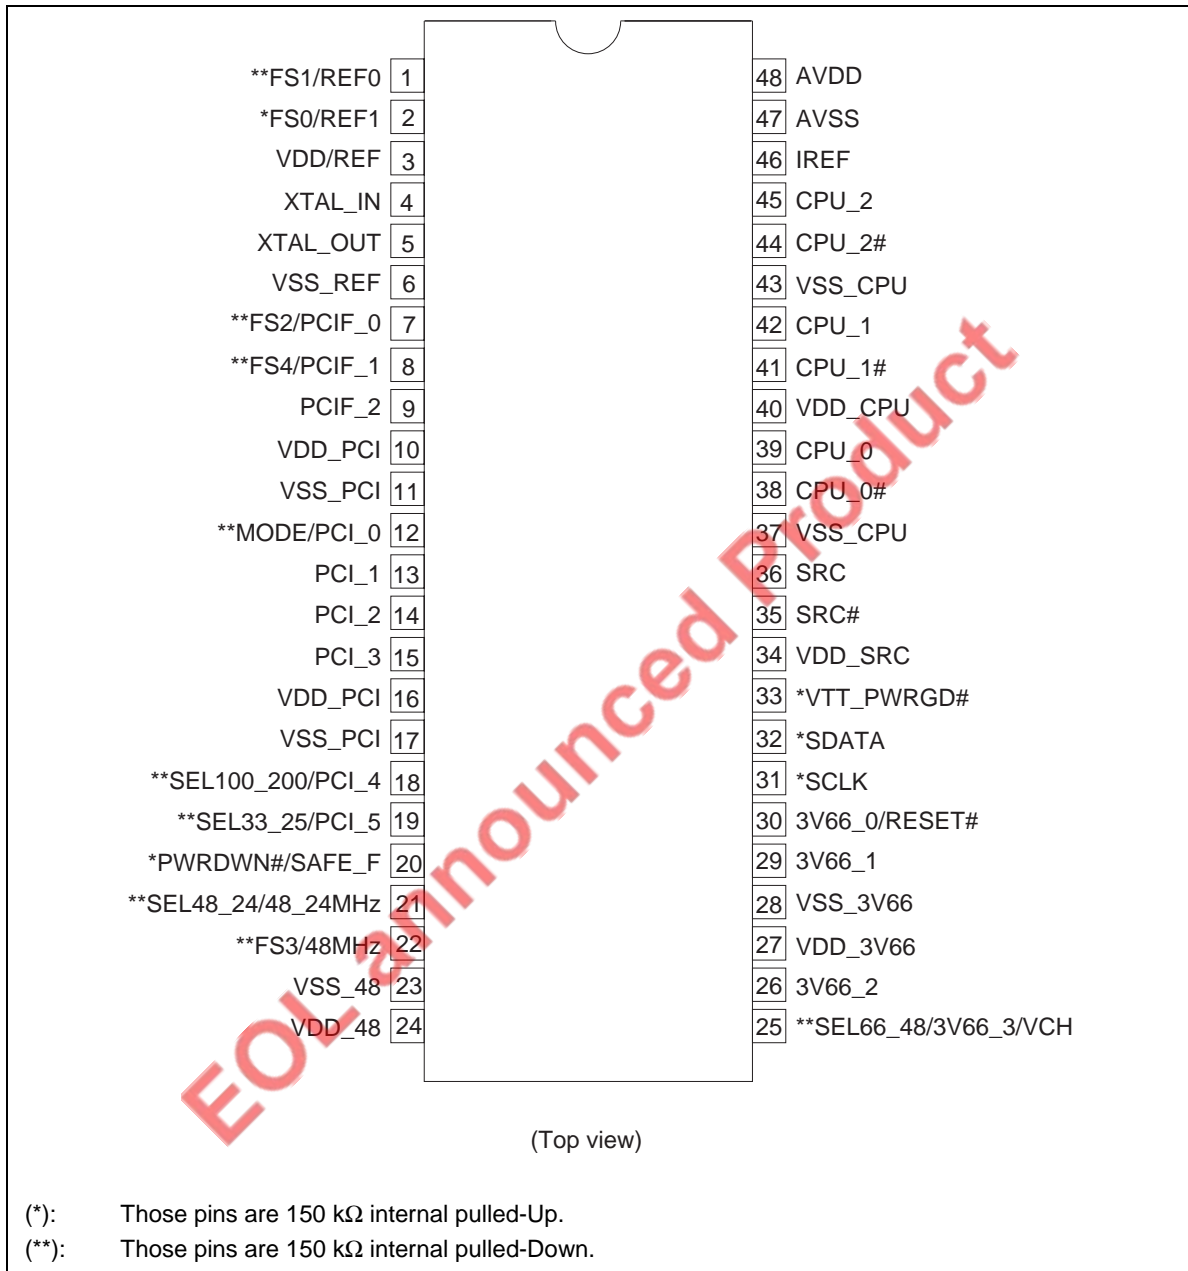 **FS1/REF0 1
*FS0/REF1 2
VDD/REF 3
XTAL_IN 4
XTAL_OUT 5
VSS_REF 6
**FS2/PCIF_0 7
**FS4/PCIF_1 8
PCIF_2 9
VDD_PCI 10
VSS_PCI 11
**MODE/PCI_0 12
PCI_1 13
PCI_2 14
PCI_3 15
VDD_PCI 16
VSS_PCI 17
**SEL100_200/PCI_4 18
**SEL33_25/PCI_5 19
*PWRDWN#/SAFE_F 20
**SEL48_24/48_24MHz 21
**FS3/48MHz 22
VSS_48 23
VDD_48 24
48 AVDD
47 AVSS
46 IREF
45 CPU_2
44 CPU_2#
43 VSS_CPU
42 CPU_1
41 CPU_1#
40 VDD_CPU
39 CPU_0
38 CPU_0#
37 VSS_CPU
36 SRC
35 SRC#
34 VDD_SRC
33 *VTT_PWRGD#
32 *SDATA
31 *SCLK
30 3V66_0/RESET#
29 3V66_1
28 VSS_3V66
27 VDD_3V66
26 3V66_2
25 **SEL66_48/3V66_3/VCH
EOL announced Product
(Top view)
(*): Those pins are 150 kΩ internal pulled-Up.
(**): Those pins are 150 kΩ internal pulled-Down.